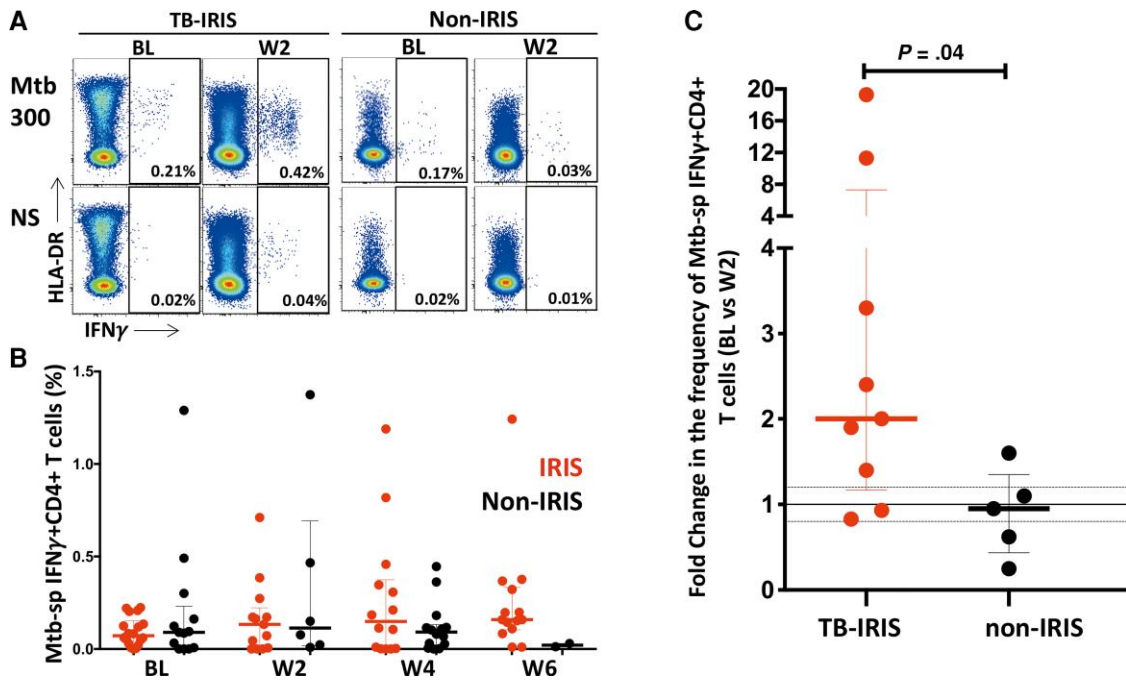 A
TB-IRIS
Non-IRIS
BL
W2
BL
W2
Mtb
300
0.21%
0.42%
0.17%
0.03%
NS
0.02%
0.04%
0.02%
0.01%
HLA-DR
IFNγ
B
Mtb-sp IFNγ+CD4+ T cells (%)
1.5
1.0
0.5
0.0
IRIS
Non-IRIS
BL
W2
W4
W6
C
P = .04
Fold Change in the frequency of Mtb-sp IFNγ+CD4+
T cells (BL vs W2)
20
16
12
8
4
4
3
2
1
0
TB-IRIS
non-IRIS